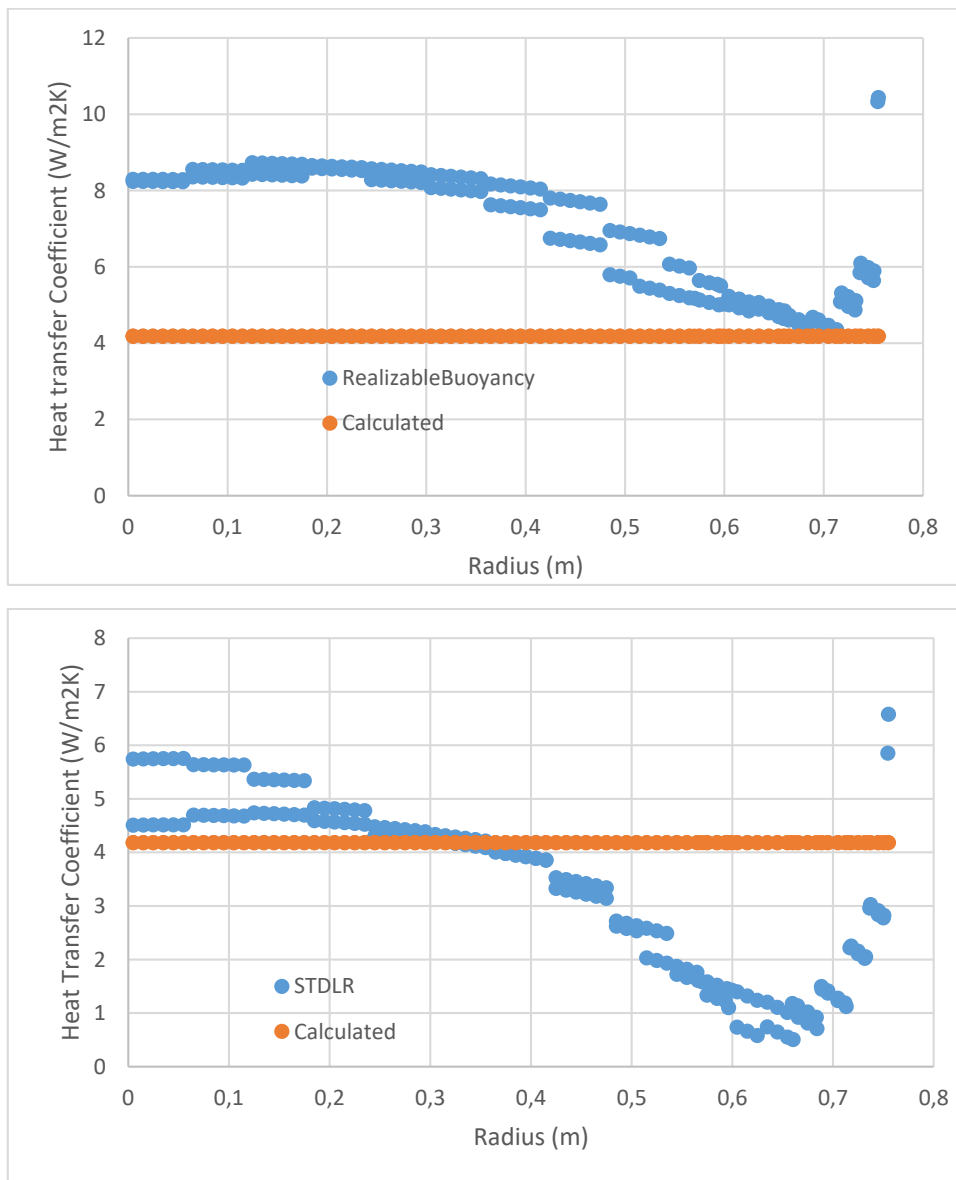 12
10
8
6
4
2
0
Heat transfer Coefficient (W/m2K)
RealizableBuoyancy
Calculated
0 0,1 0,2 0,3 0,4 0,5 0,6 0,7 0,8
Radius (m)
8
7
6
5
4
3
2
1
0
Heat Transfer Coefficient (W/m2K)
STDLR
Calculated
0 0,1 0,2 0,3 0,4 0,5 0,6 0,7 0,8
Radius (m)